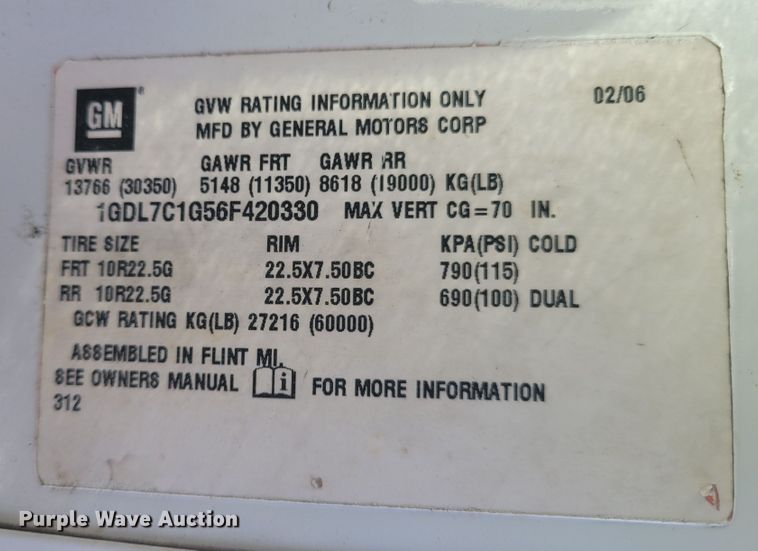 GM
GVW RATING INFORMATION ONLY 02/06
MFD BY GENERAL MOTORS CORP
GVWR GAWR FRT GAWR RR
13766 (30350) 5148 (11350) 8618 (19000) KG(LB)
1GDL7C1G56F420330 MAX VERT CG=70 IN.
TIRE SIZE RIM KPA(PSI) COLD
FRT 10R22.5G 22.5X7.50BC 790(115)
RR 10R22.5G 22.5X7.50BC 690(100) DUAL
GCW RATING KG(LB) 27216 (60000)
ASSEMBLED IN FLINT MI.
SEE OWNERS MANUAL i FOR MORE INFORMATION
312
Purple Wave Auction